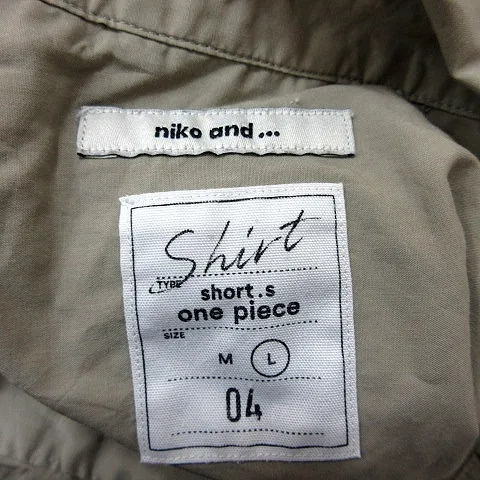 niko and ...
Shirt
TYPE
short.s
one piece
SIZE
M L
04